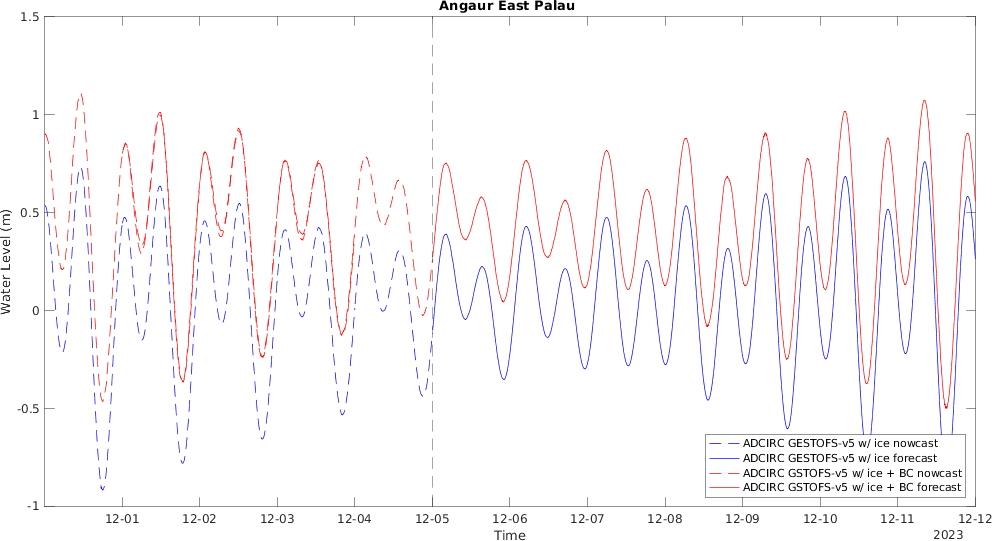 Angaur East Palau
1.5
1
0.5
0
-0.5
-1
Water Level (m)
12-01 12-02 12-03 12-04 12-05 12-06 12-07 12-08 12-09 12-10 12-11 12-12
Time
2023
ADCIRC GESTOFS-v5 w/ ice nowcast
ADCIRC GESTOFS-v5 w/ ice forecast
ADCIRC GSTOFS-v5 w/ ice + BC nowcast
ADCIRC GSTOFS-v5 w/ ice + BC forecast